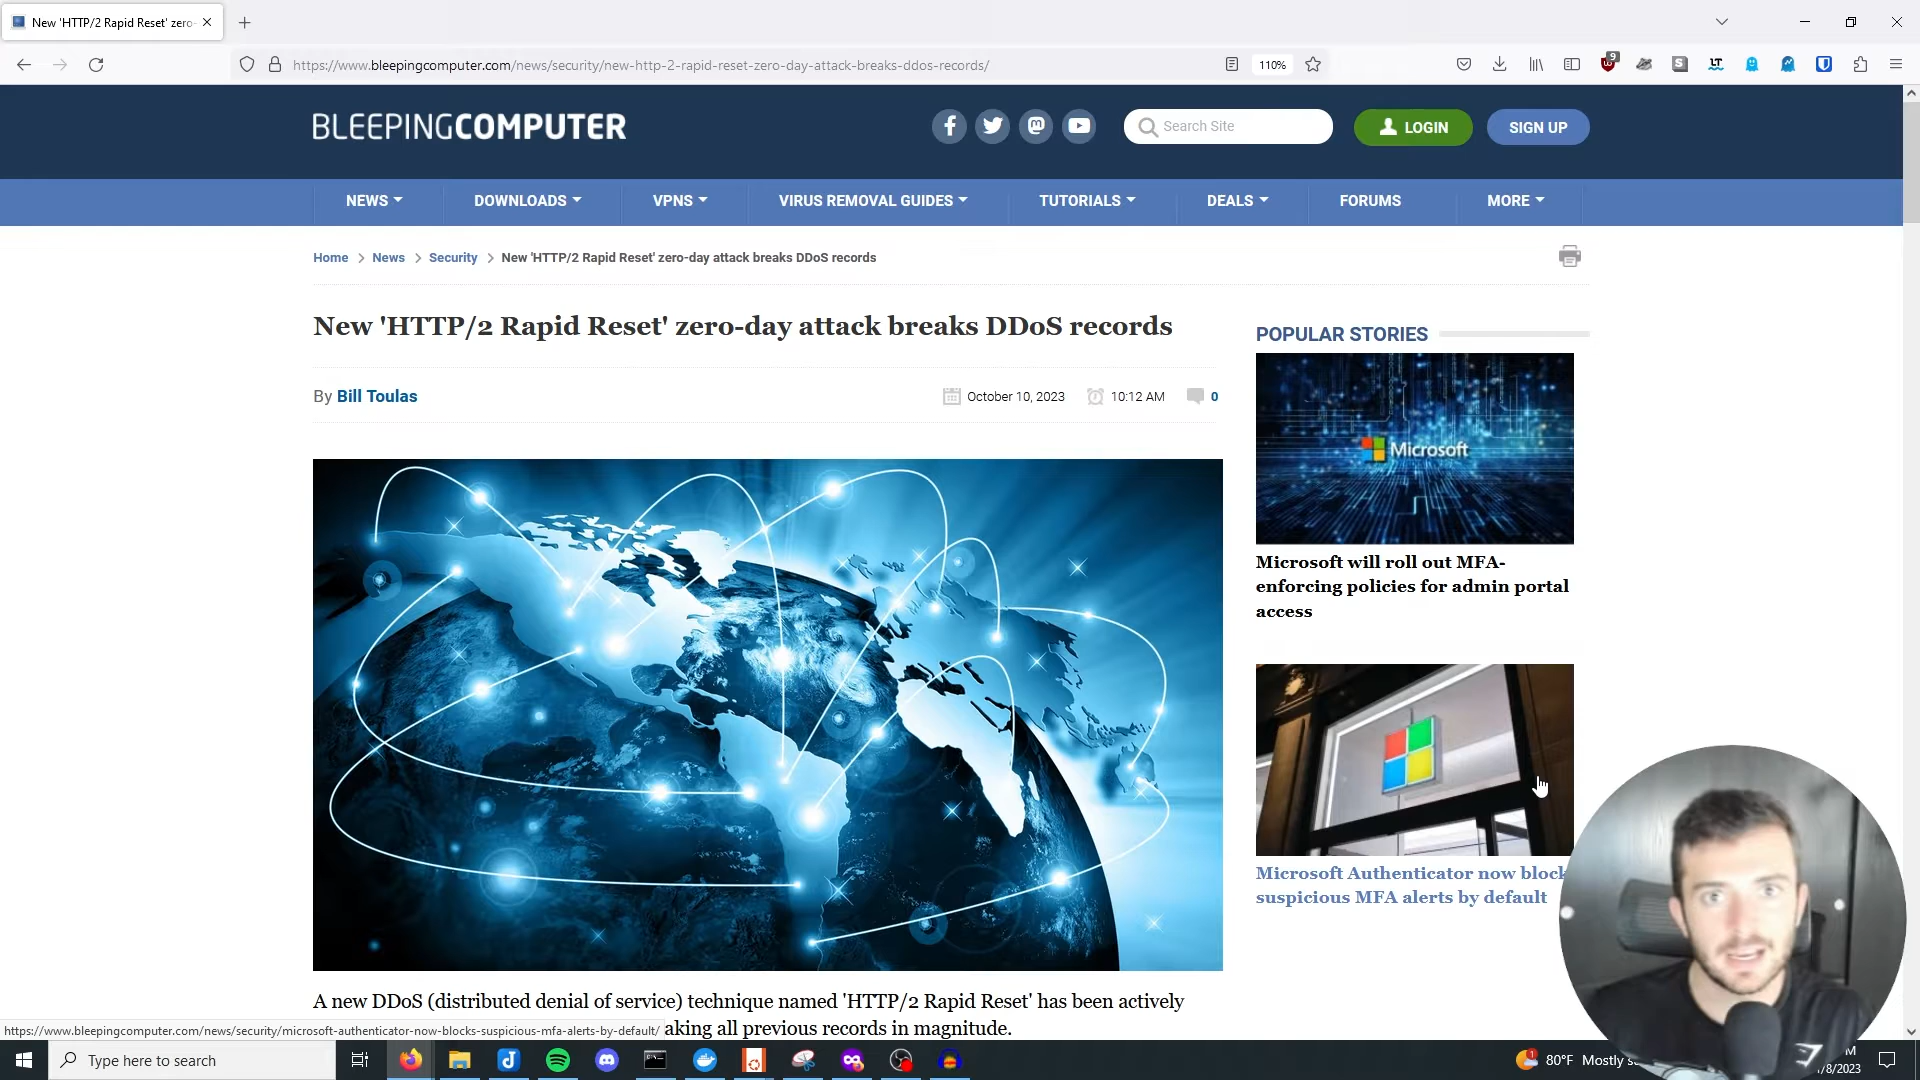 New 'HTTP/2 Rapid Reset' zero-
https://www.bleepingcomputer.com/news/security/new-http-2-rapid-reset-zero-day-attack-breaks-ddos-records/
110%
9
S
LT
BLEEPINGCOMPUTER
Search Site
LOGIN
SIGN UP
NEWS
DOWNLOADS
VPNS
VIRUS REMOVAL GUIDES
TUTORIALS
DEALS
FORUMS
MORE
Home > News > Security > New 'HTTP/2 Rapid Reset' zero-day attack breaks DDoS records
New 'HTTP/2 Rapid Reset' zero-day attack breaks DDoS records
By Bill Toulas
October 10, 2023
10:12 AM
0
POPULAR STORIES
Microsoft
Microsoft will roll out MFA-
enforcing policies for admin portal
access
Microsoft Authenticator now block
suspicious MFA alerts by default
A new DDoS (distributed denial of service) technique named 'HTTP/2 Rapid Reset' has been actively
aking all previous records in magnitude.
https://www.bleepingcomputer.com/news/security/microsoft-authenticator-now-blocks-suspicious-mfa-alerts-by-default/
Type here to search
1
80°F Mostly s
M
/8/2023